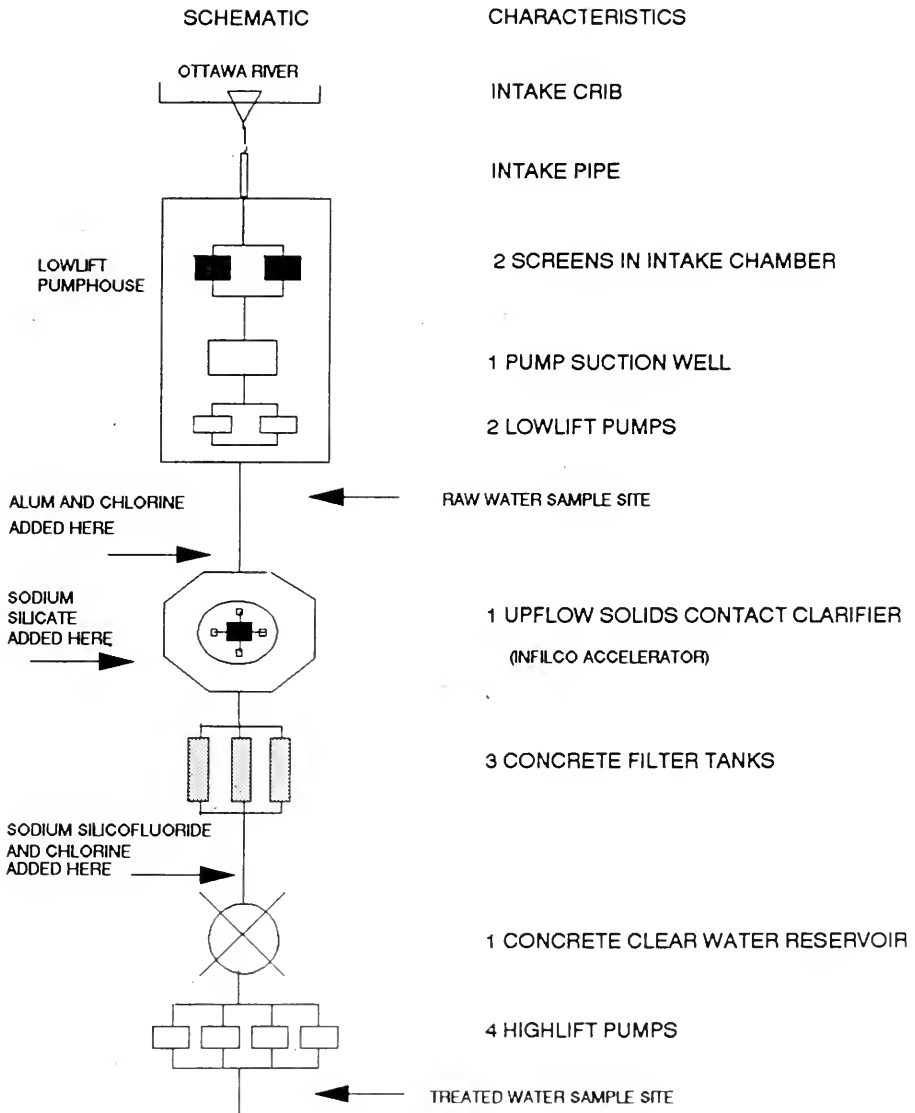 SCHEMATIC
CHARACTERISTICS
OTTAWA RIVER
INTAKE CRIB
INTAKE PIPE
LOWLIFT
PUMPHOUSE
2 SCREENS IN INTAKE CHAMBER
1 PUMP SUCTION WELL
2 LOWLIFT PUMPS
ALUM AND CHLORINE
ADDED HERE
RAW WATER SAMPLE SITE
SODIUM
SILICATE
ADDED HERE
1 UPFLOW SOLIDS CONTACT CLARIFIER
(INFILCO ACCELERATOR)
3 CONCRETE FILTER TANKS
SODIUM SILICOFLUORIDE
AND CHLORINE
ADDED HERE
1 CONCRETE CLEAR WATER RESERVOIR
4 HIGHLIFT PUMPS
TREATED WATER SAMPLE SITE